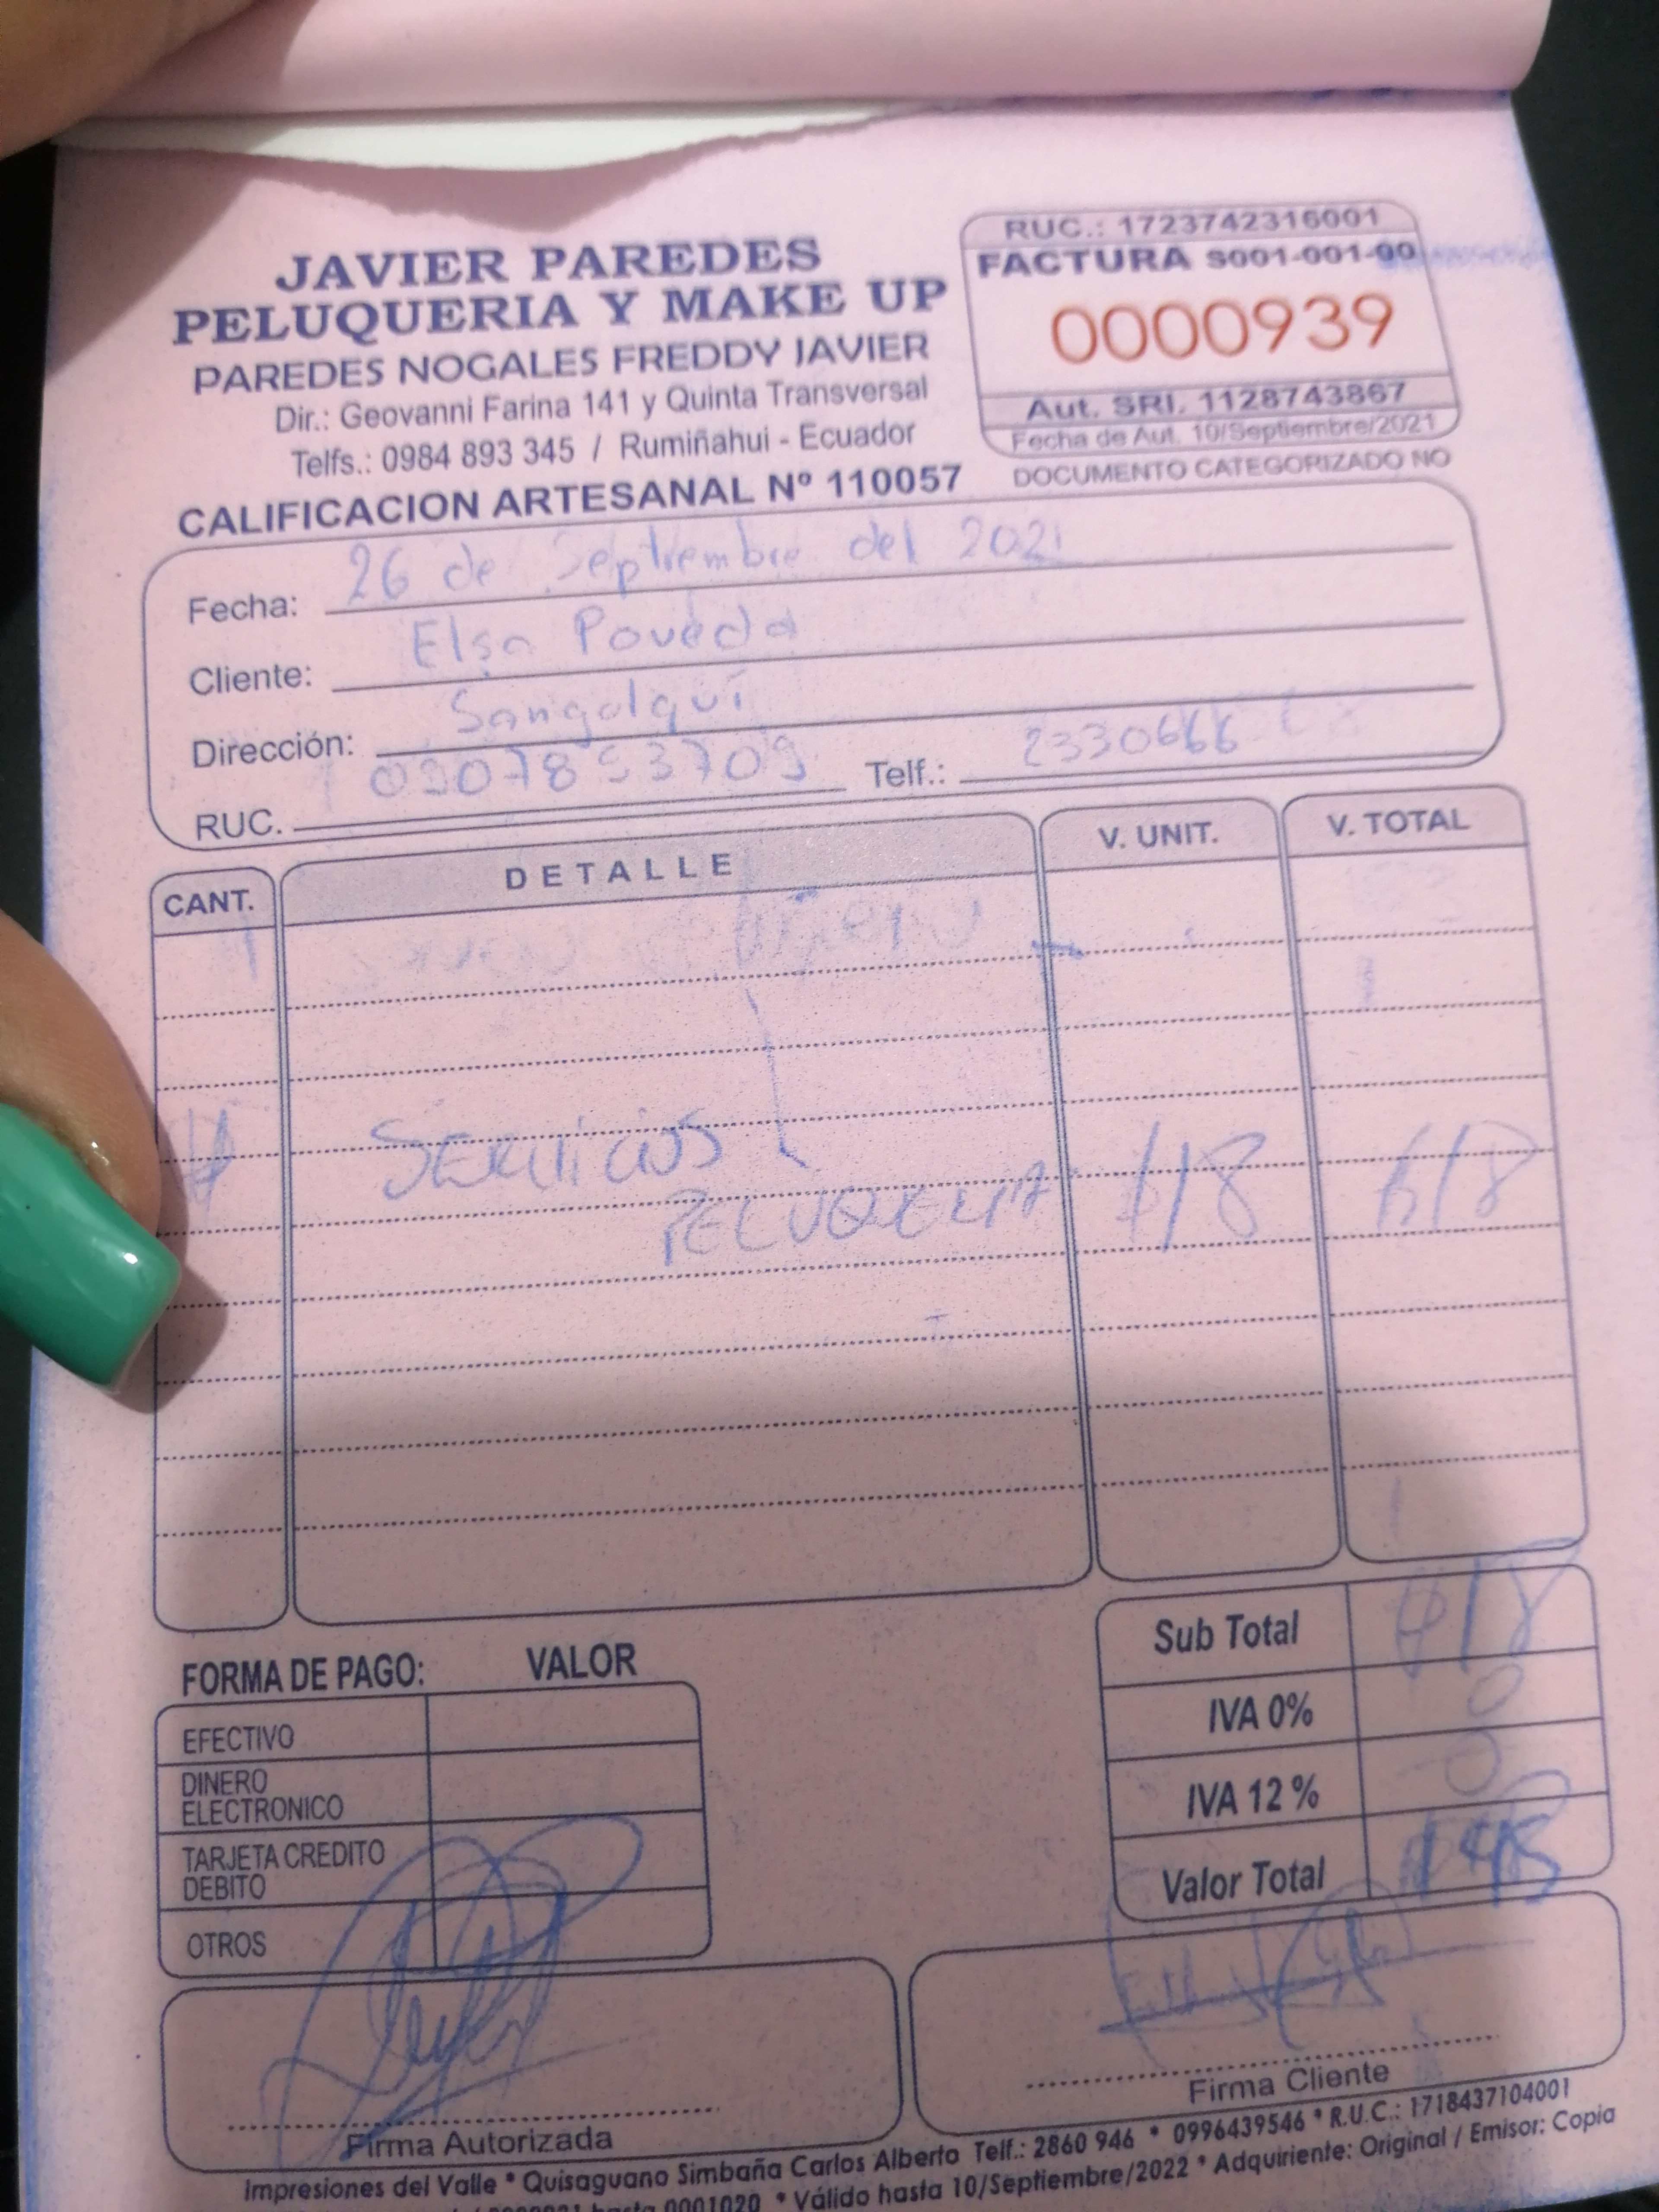 JAVIER PAREDES
PELUQUERIA Y MAKE UP
PAREDES NOGALES FREDDY JAVIER
Dir.: Geovanni Farina 141 y Quinta Transversal
Telfs.: 0984 893 345 / Rumiñahui - Ecuador
CALIFICACION ARTESANAL Nº 110057
RUC.: 1723742316001
FACTURA S001-001-00
0000939
Aut. SRI. 1128743867
Fecha de Aut. 10/Septiembre/2021
DOCUMENTO CATEGORIZADO NO
Fecha: 26 de Septiembre del 2021
Cliente: Elsa Poveda
Dirección: Sangolquí
RUC. 0907853709 Telf.: 2330666
CANT. DETALLE V. UNIT. V. TOTAL
SERVICIOS
PELUQUERIA $18 $18
Sub Total $18
IVA 0% 0
IVA 12 % 0
Valor Total
FORMA DE PAGO: VALOR
EFECTIVO
DINERO
ELECTRONICO
TARJETA CREDITO
DEBITO
OTROS
Firma Autorizada
Firma Cliente
Impresiones del Valle * Quisaguano Simbaña Carlos Alberto Telf.: 2860 946 * 0996439546 * R.U.C.: 1718437104001
hasta 0001020 * Válido hasta 10/Septiembre/2022 * Adquiriente: Original / Emisor: Copia